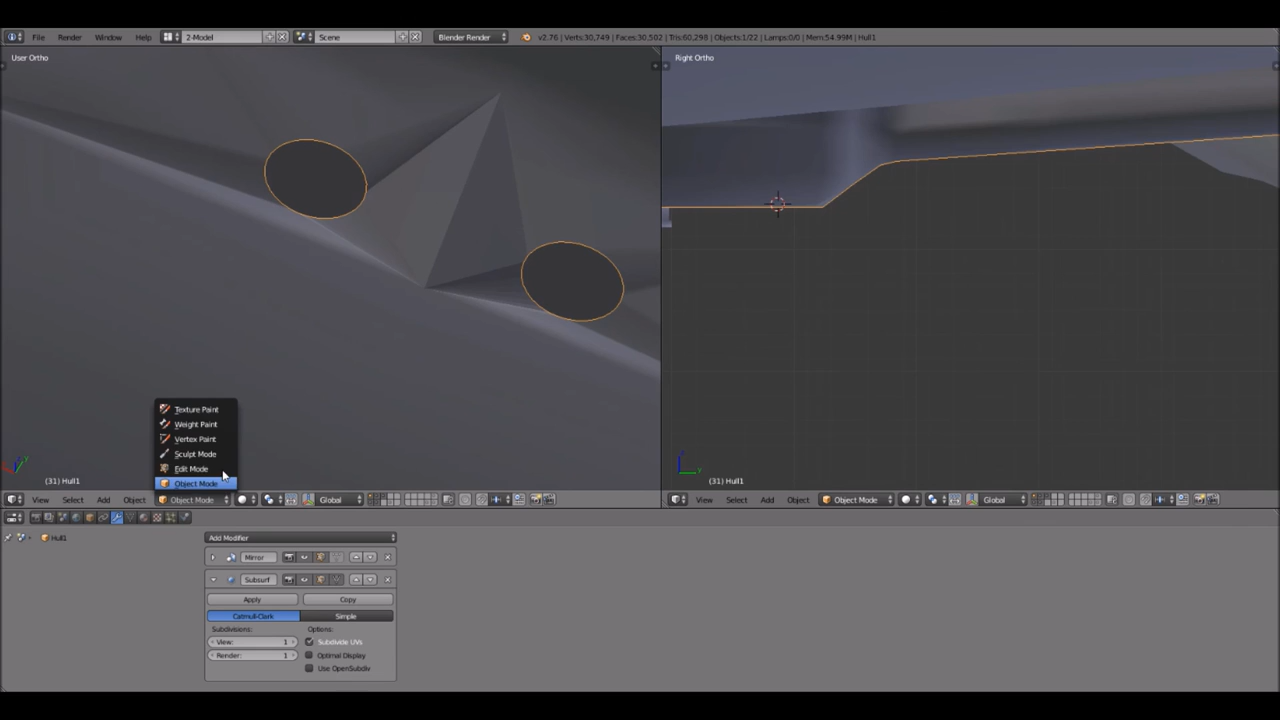 File Render Window Help 2-Model Scene Blender Render v2.76 | Verts:30,749 | Faces:30,502 | Tris:60,298 | Objects:1/22 | Lamps:0/0 | Mem:54.99M | Hull1
User Ortho
Right Ortho
Texture Paint
Weight Paint
Vertex Paint
Sculpt Mode
Edit Mode
Object Mode
(31) Hull1
(31) Hull1
View Select Add Object Object Mode Global
View Select Add Object Object Mode Global
Hull1
Add Modifier
Mirror
Subsurf
Apply Copy
Catmull-Clark Simple
Subdivisions: Options:
View: 1 Subdivide UVs
Render: 1 Optimal Display
Use OpenSubdiv